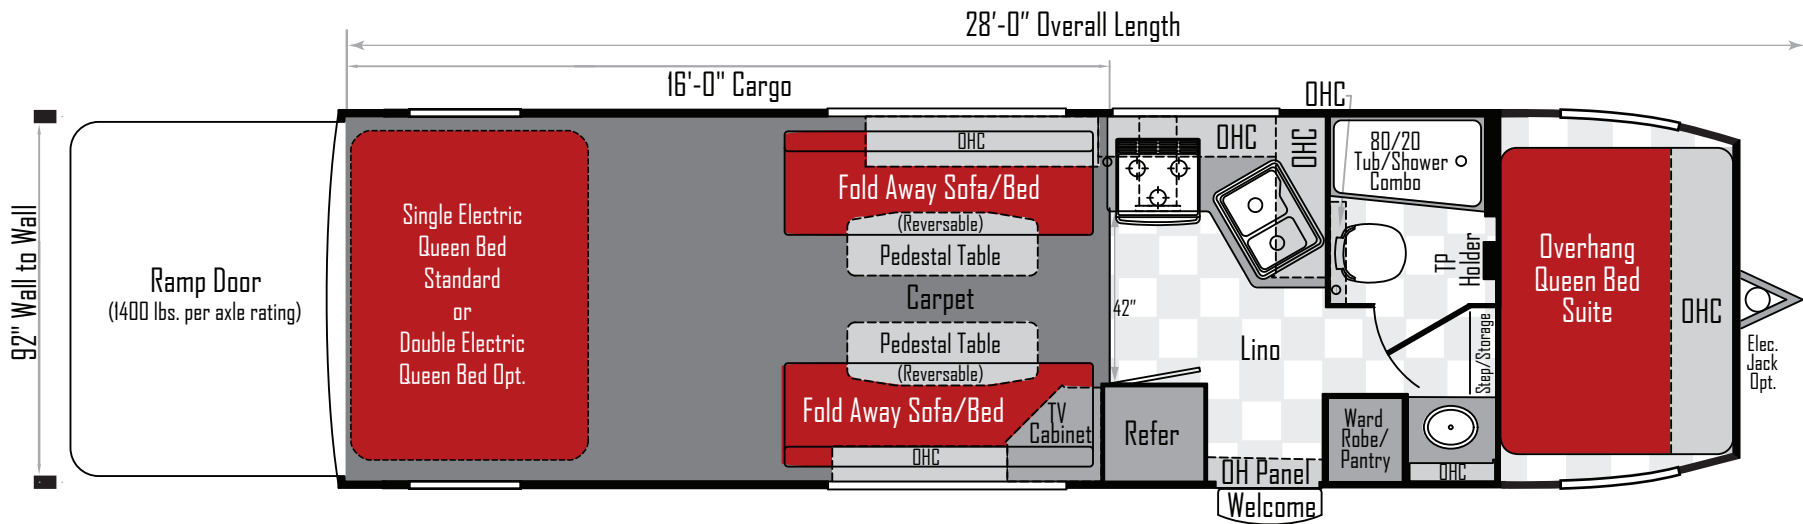 28'-0" Overall Length
16'-0" Cargo
OHC
92" Wall to Wall
Ramp Door
(1400 lbs. per axle rating)
Single Electric
Queen Bed
Standard
or
Double Electric
Queen Bed Opt.
OHC
Fold Away Sofa/Bed
(Reversable)
Pedestal Table
Carpet
Pedestal Table
(Reversable)
Fold Away Sofa/Bed
TV
Cabinet
OHC
OHC
OHC
42"
Lino
Refer
OH Panel
Welcome
80/20
Tub/Shower
Combo
TP
Holder
Step/Storage
Ward
Robe/
Pantry
OHC
Overhang
Queen Bed
Suite
OHC
Elec.
Jack
Opt.